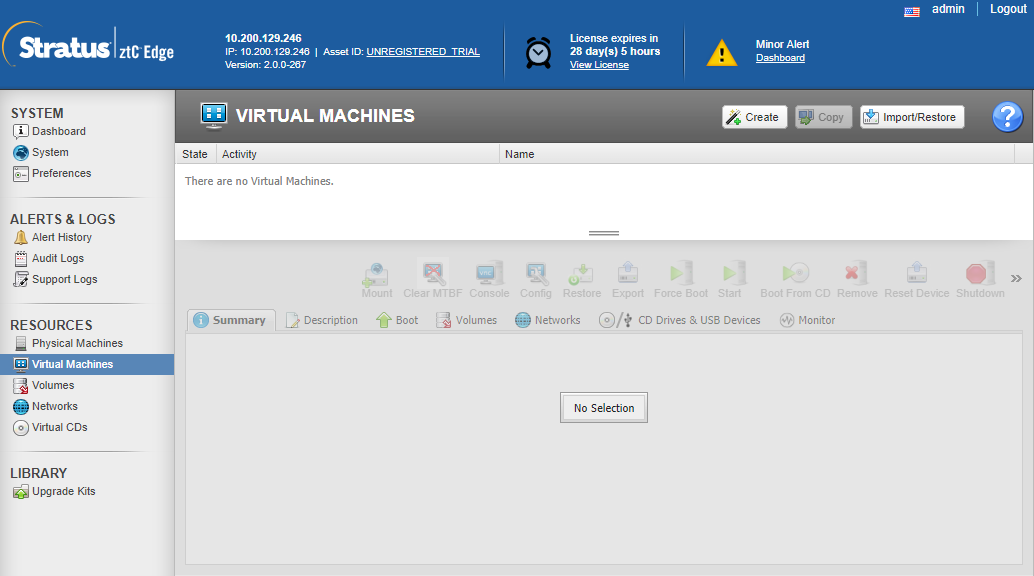 admin | Logout
Stratus | ztC Edge
10.200.129.246
IP: 10.200.129.246 | Asset ID: UNREGISTERED_TRIAL
Version: 2.0.0-267
License expires in
28 day(s) 5 hours
View License
Minor Alert
Dashboard
SYSTEM
Dashboard
System
Preferences
ALERTS & LOGS
Alert History
Audit Logs
Support Logs
RESOURCES
Physical Machines
Virtual Machines
Volumes
Networks
Virtual CDs
LIBRARY
Upgrade Kits
VIRTUAL MACHINES
Create Copy Import/Restore ?
State Activity Name
There are no Virtual Machines.
Mount Clear MTBF Console Config Restore Export Force Boot Start Boot From CD Remove Reset Device Shutdown »
Summary Description Boot Volumes Networks CD Drives & USB Devices Monitor
No Selection